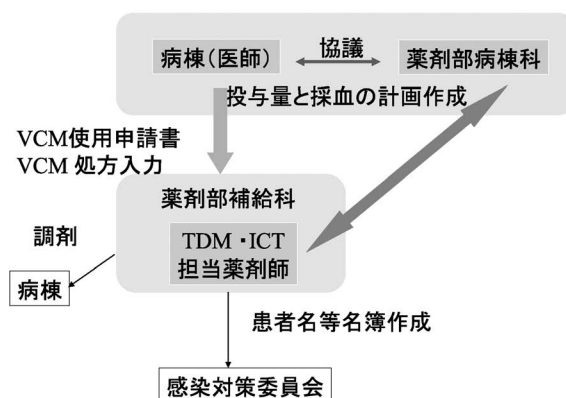 病棟(医師)
協議
薬剤部病棟科
投与量と採血の計画作成
VCM使用申請書
VCM 処方入力
薬剤部補給科
TDM・ICT
担当薬剤師
調剤
病棟
患者名等名簿作成
感染対策委員会